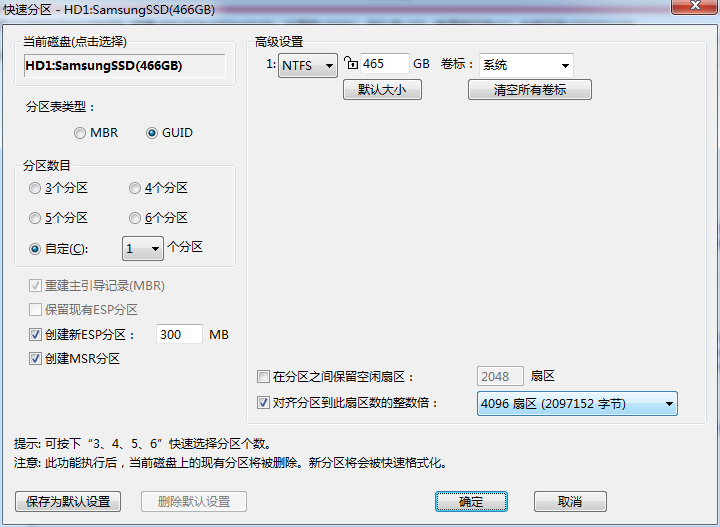 快速分区 - HD1:SamsungSSD(466GB)
当前磁盘(点击选择)
HD1:SamsungSSD(466GB)
分区表类型：
MBR
GUID
分区数目
3个分区
4个分区
5个分区
6个分区
自定(C):
1
个分区
重建主引导记录(MBR)
保留现有ESP分区
创建新ESP分区：
300
MB
创建MSR分区
高级设置
1:
NTFS
465
GB
卷标：
系统
默认大小
清空所有卷标
在分区之间保留空闲扇区：
2048
扇区
对齐分区到此扇区数的整数倍：
4096 扇区 (2097152 字节)
提示: 可按下“3、4、5、6”快速选择分区个数。
注意: 此功能执行后，当前磁盘上的现有分区将被删除。新分区将会被快速格式化。
保存为默认设置
删除默认设置
确定
取消